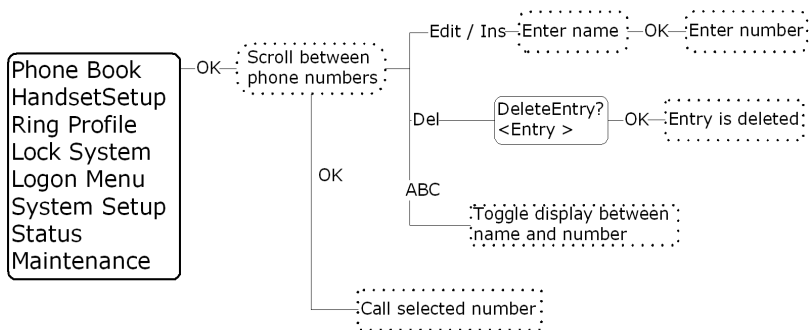 Phone Book
HandsetSetup
Ring Profile
Lock System
Logon Menu
System Setup
Status
Maintenance
OK
Scroll between
phone numbers
Edit / Ins
Enter name
OK
Enter number
Del
DeleteEntry?
<Entry >
OK
Entry is deleted
ABC
Toggle display between
name and number
OK
Call selected number